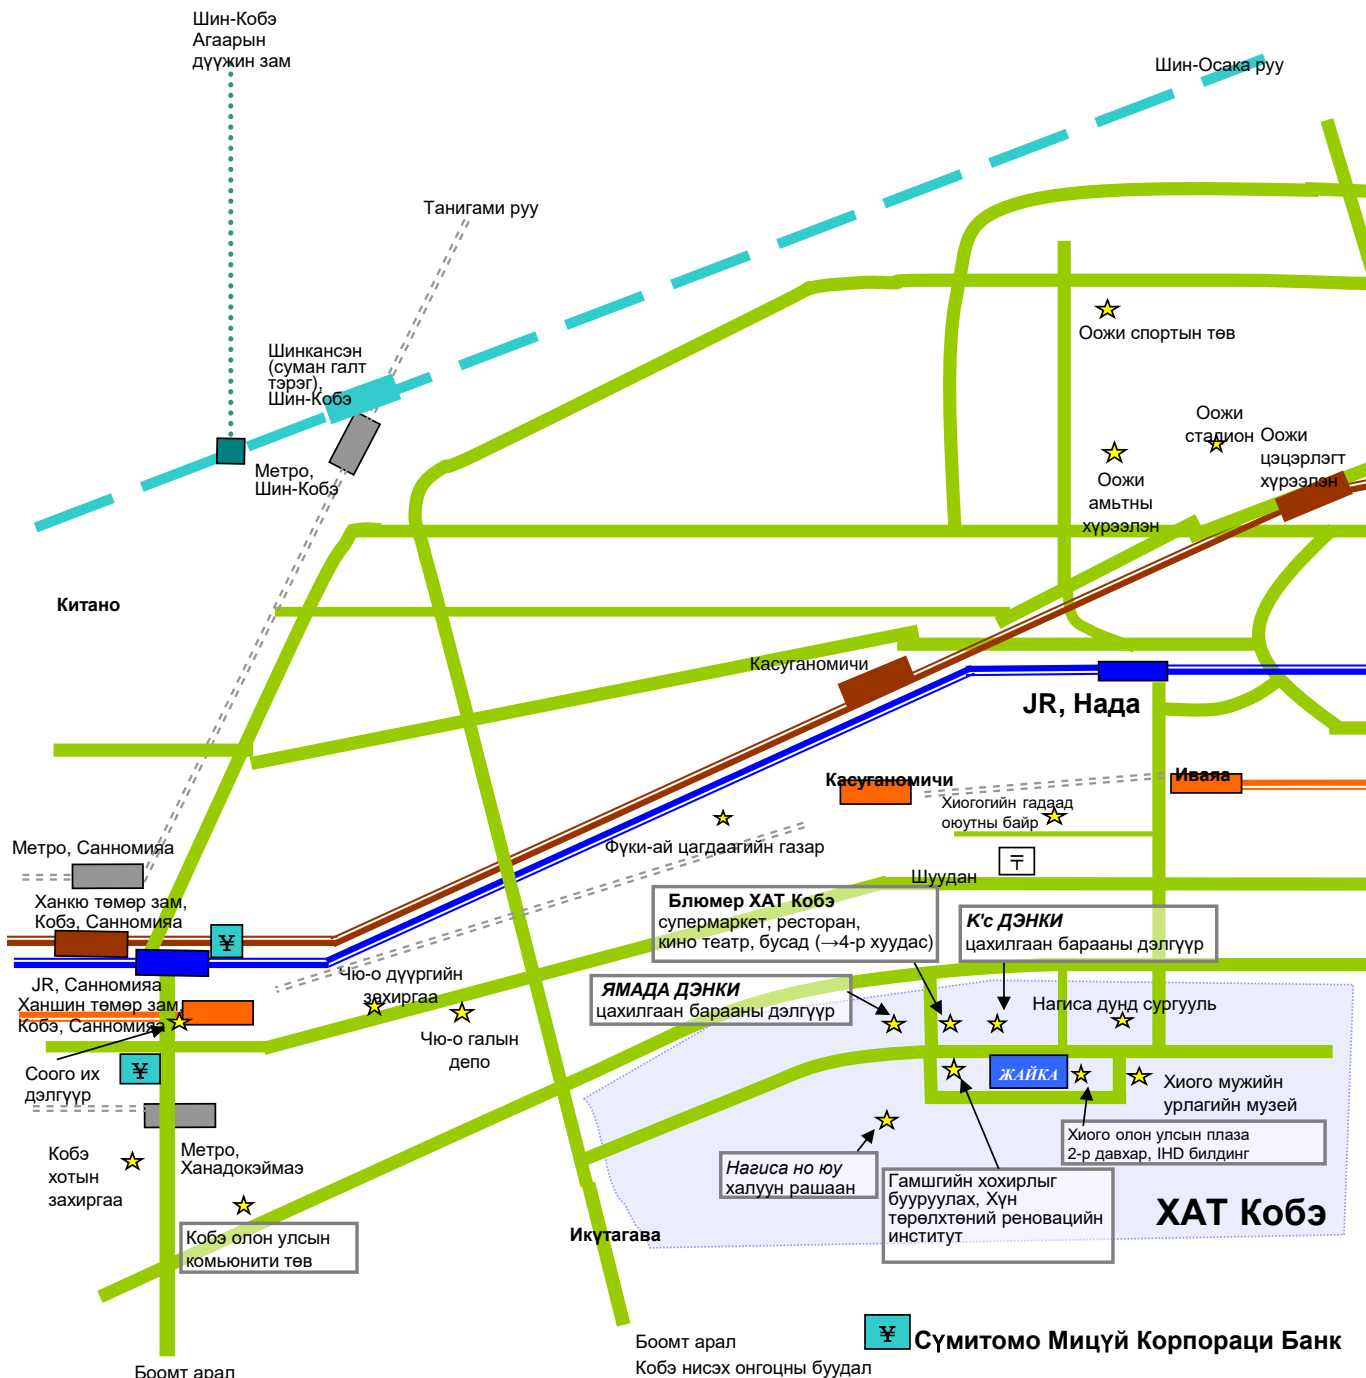 Шин-Кобэ
Агаарын
дүүжин зам
Шин-Осака руу
Танигами руу
Шинкансэн
(суман галт
тэрэг),
Шин-Кобэ
Метро,
Шин-Кобэ
Оожи спортын төв
Оожи
стадион
Оожи
цэцэрлэгт
хүрээлэн
Оожи
амьтны
хүрээлэн
Китано
Касуганомичи
JR, Нада
Касуганомичи
Иваяа
Хиогогийн гадаад
оюутны байр
Фүки-ай цагдаагийн газар
〒
Шуудан
Метро, Санномияа
Ханкю төмөр зам,
Кобэ, Санномияа
¥
JR, Санномияа
Ханшин төмөр зам,
Кобэ, Санномияа
¥
Соого их
дэлгүүр
Чю-о дүүргийн
захиргаа
Чю-о галын
депо
Блюмер ХАТ Кобэ
супермаркет, ресторан,
кино театр, бусад (→4-р хуудас)
K'c ДЭНКИ
цахилгаан барааны дэлгүүр
ЯМАДА ДЭНКИ
цахилгаан барааны дэлгүүр
Нагиса дунд сургууль
ЖАЙКА
Хиого мужийн
урлагийн музей
Хиого олон улсын плаза
2-р давхар, IHD билдинг
Нагиса но юу
халуун рашаан
Гамшгийн хохирлыг
бууруулах, Хүн
төрөлхтөний реновацийн
институт
ХАТ Кобэ
Метро,
Ханадокэймаэ
Кобэ
хотын
захиргаа
Кобэ олон улсын
комьюнити төв
Икүтагава
Боомт арал
Боомт арал
Кобэ нисэх онгоцны буудал
¥ Сүмитомо Мицүй Корпораци Банк